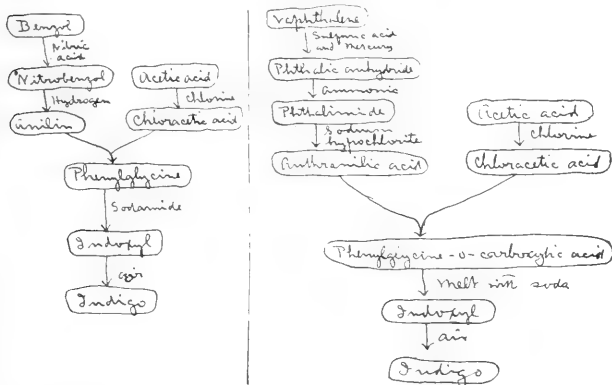 Benzol
Nitric
acid
Nitrobenzol
Hydrogen
Anilin
Acetic acid
Chlorine
Chloracetic acid
Phenylglycine
Sodamide
Indoxyl
air
Indigo
Naphthalene
Sulfuric acid
and Mercury
Phthalic anhydride
Ammonia
Phthalimide
Sodium
hypochlorite
Anthranilic acid
Acetic acid
Chlorine
Chloracetic acid
Phenylglycine-o-carboxylic acid
Melt with soda
Indoxyl
air
Indigo